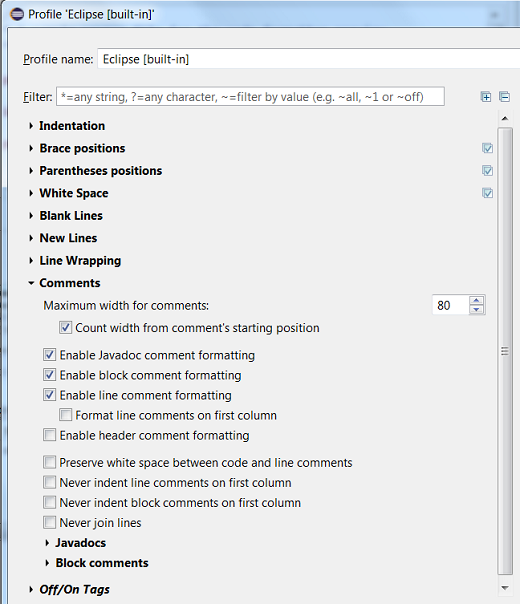 Profile 'Eclipse [built-in]'
Profile name: Eclipse [built-in]
Filter: *=any string, ?=any character, ~=filter by value (e.g. ~all, ~1 or ~off)
Indentation
Brace positions
Parentheses positions
White Space
Blank Lines
New Lines
Line Wrapping
Comments
Maximum width for comments: 80
Count width from comment's starting position
Enable Javadoc comment formatting
Enable block comment formatting
Enable line comment formatting
Format line comments on first column
Enable header comment formatting
Preserve white space between code and line comments
Never indent line comments on first column
Never indent block comments on first column
Never join lines
Javadocs
Block comments
Off/On Tags